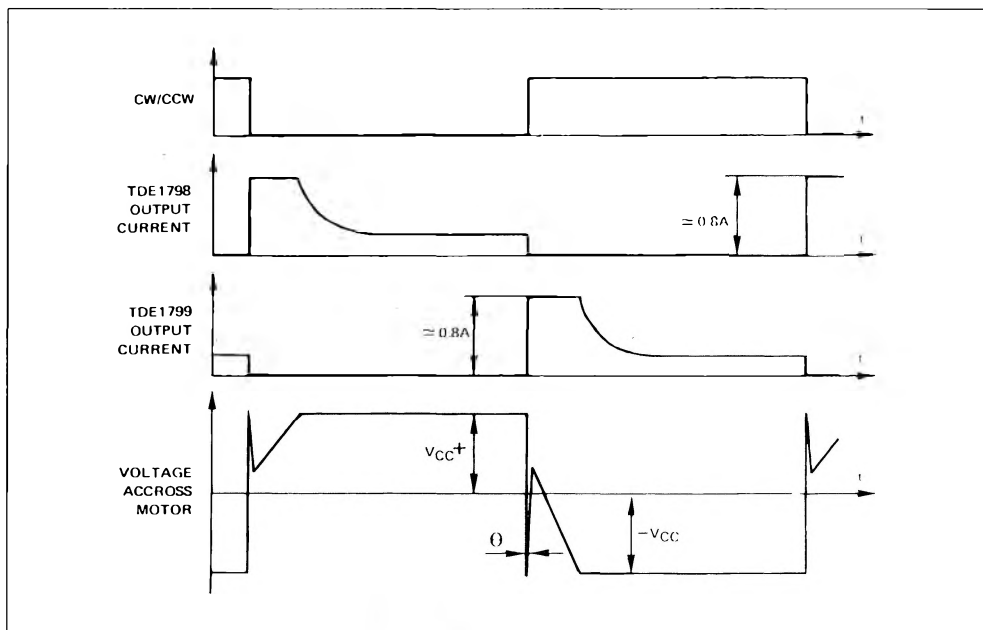 CW/CCW
t
TDE1798
OUTPUT
CURRENT
≃ 0.8A
t
TDE1799
OUTPUT
CURRENT
≃ 0.8A
t
VOLTAGE
ACCROSS
MOTOR
VCC+
t
Θ
-VCC